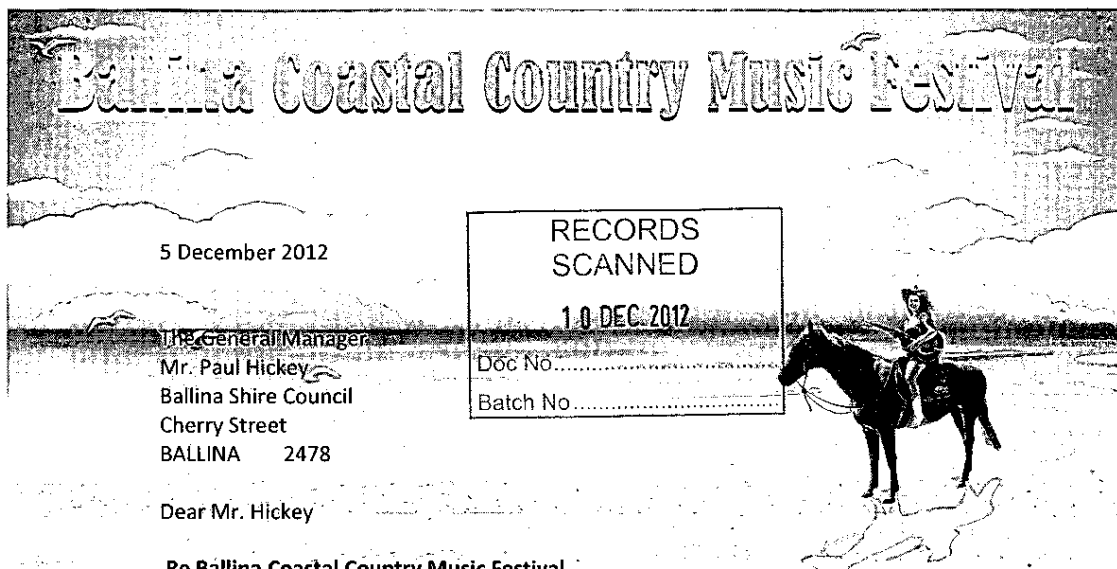 Ballina Coastal Country Music Festival
5 December 2012
RECORDS
SCANNED
10 DEC 2012
Doc No
Batch No
The General Manager
Mr. Paul Hickey
Ballina Shire Council
Cherry Street
BALLINA 2478
Dear Mr. Hickey
Re Ballina Coastal Country Music Festival